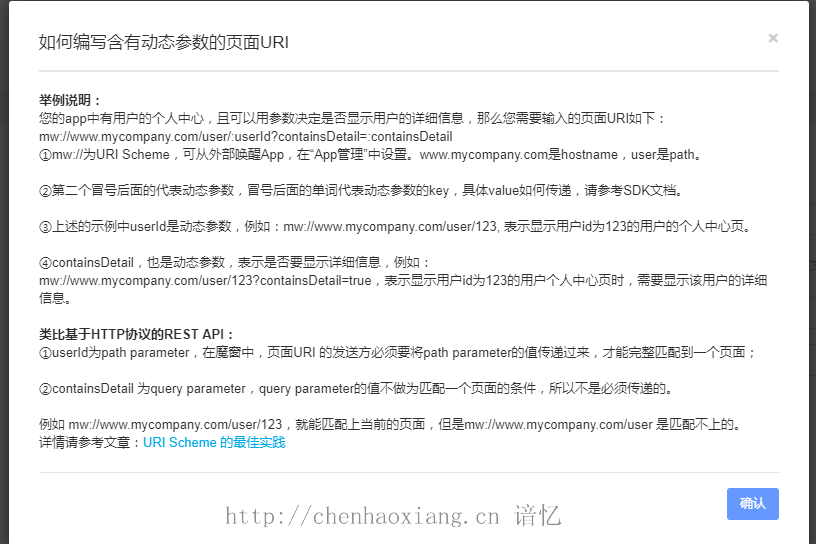 如何编写含有动态参数的页面URI
×
举例说明：
您的app中有用户的个人中心，且可以用参数决定是否显示用户的详细信息，那么您需要输入的页面URI如下：
mw://www.mycompany.com/user/:userId?containsDetail=:containsDetail
①mw://为URI Scheme，可从外部唤醒App，在“App管理”中设置。www.mycompany.com是hostname，user是path。
②第二个冒号后面的代表动态参数，冒号后面的单词代表动态参数的key，具体value如何传递，请参考SDK文档。
③上述的示例中userId是动态参数，例如：mw://www.mycompany.com/user/123, 表示显示用户id为123的用户的个人中心页。
④containsDetail，也是动态参数，表示是否要显示详细信息，例如：
mw://www.mycompany.com/user/123?containsDetail=true，表示显示用户id为123的用户个人中心页时，需要显示该用户的详细
信息。
类比基于HTTP协议的REST API：
①userId为path parameter，在魔窗中，页面URI 的发送方必须要将path parameter的值传递过来，才能完整匹配到一个页面；
②containsDetail 为query parameter，query parameter的值不做为匹配一个页面的条件，所以不是必须传递的。
例如 mw://www.mycompany.com/user/123，就能匹配上当前的页面，但是mw://www.mycompany.com/user 是匹配不上的。
详情请参考文章：URI Scheme 的最佳实践
确认
http://chenhaoxiang.cn 谙忆